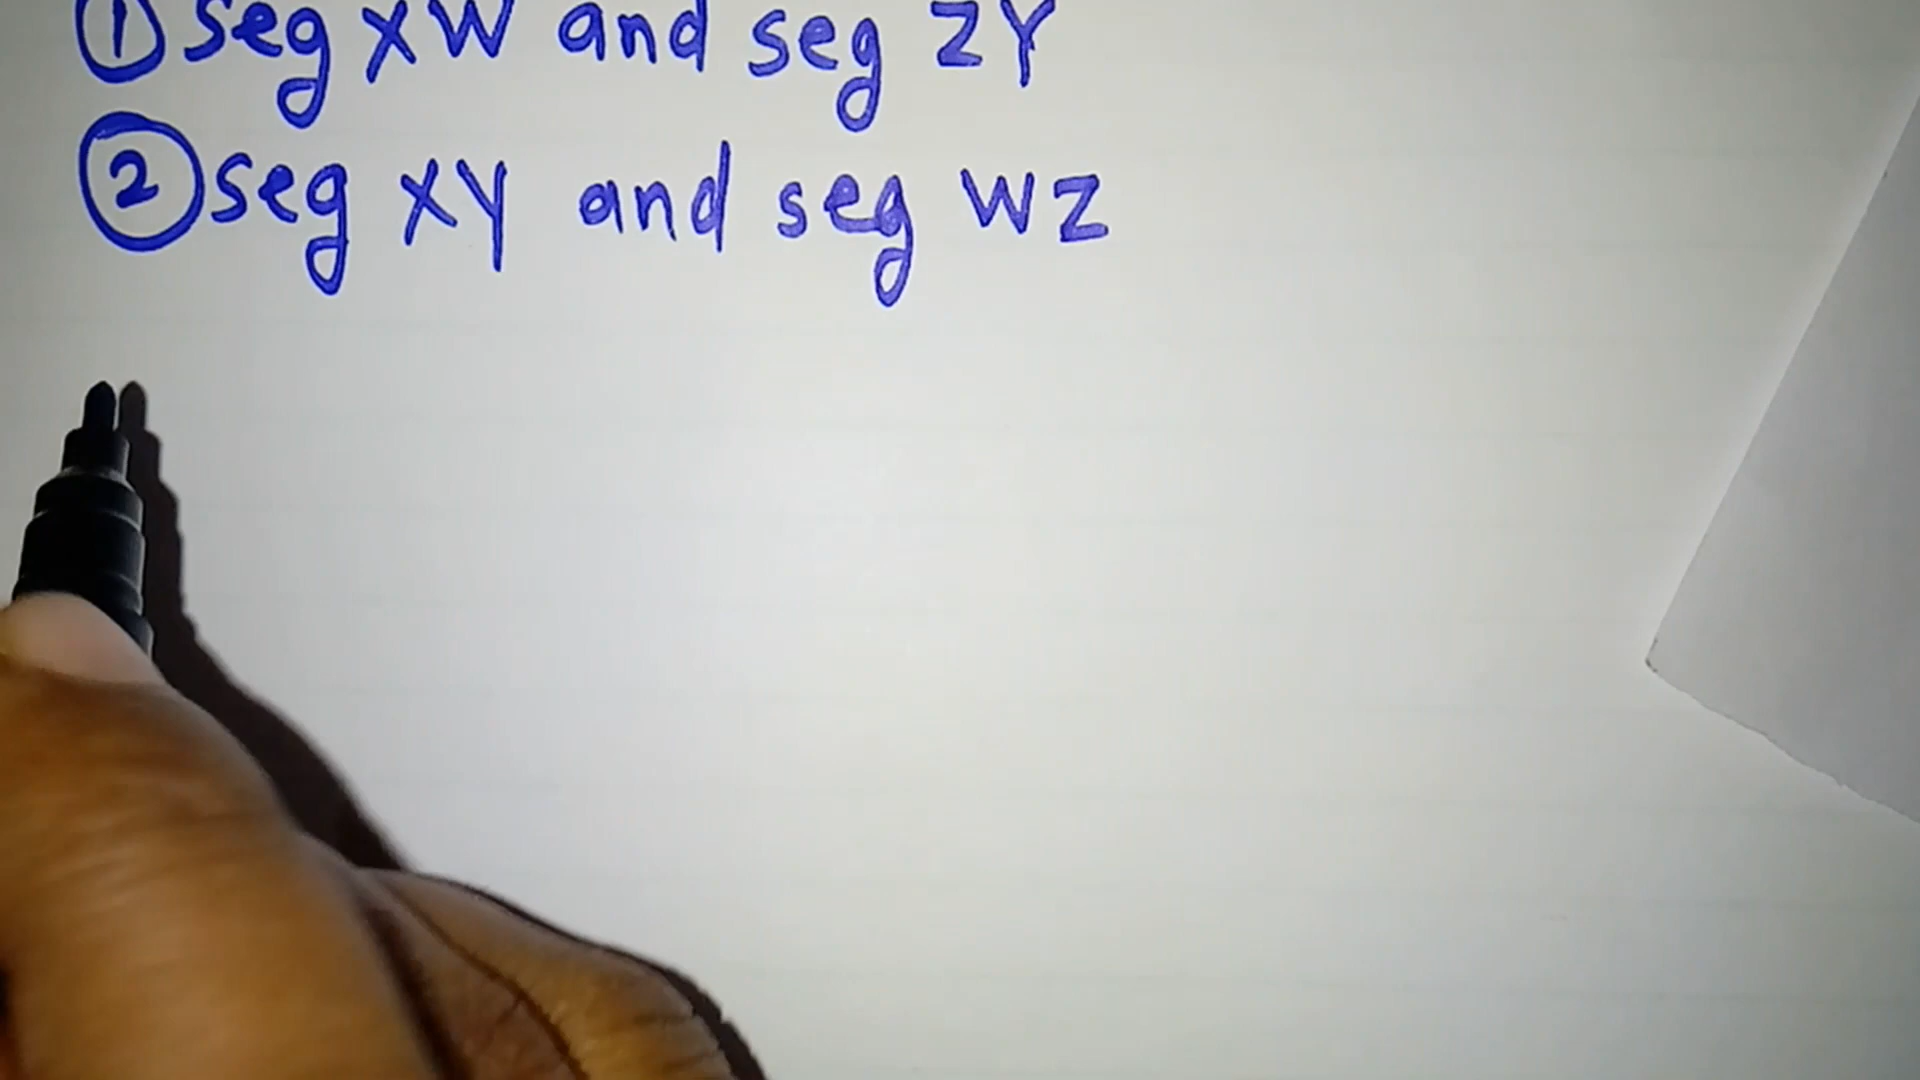 ① seg XW and seg ZY
② seg XY and seg WZ